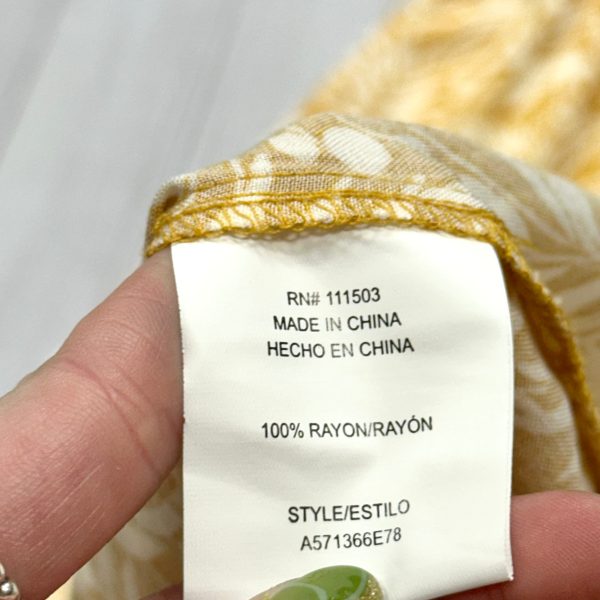 RN# 111503
MADE IN CHINA
HECHO EN CHINA
100% RAYON/RAYÓN
STYLE/ESTILO
A571366E78